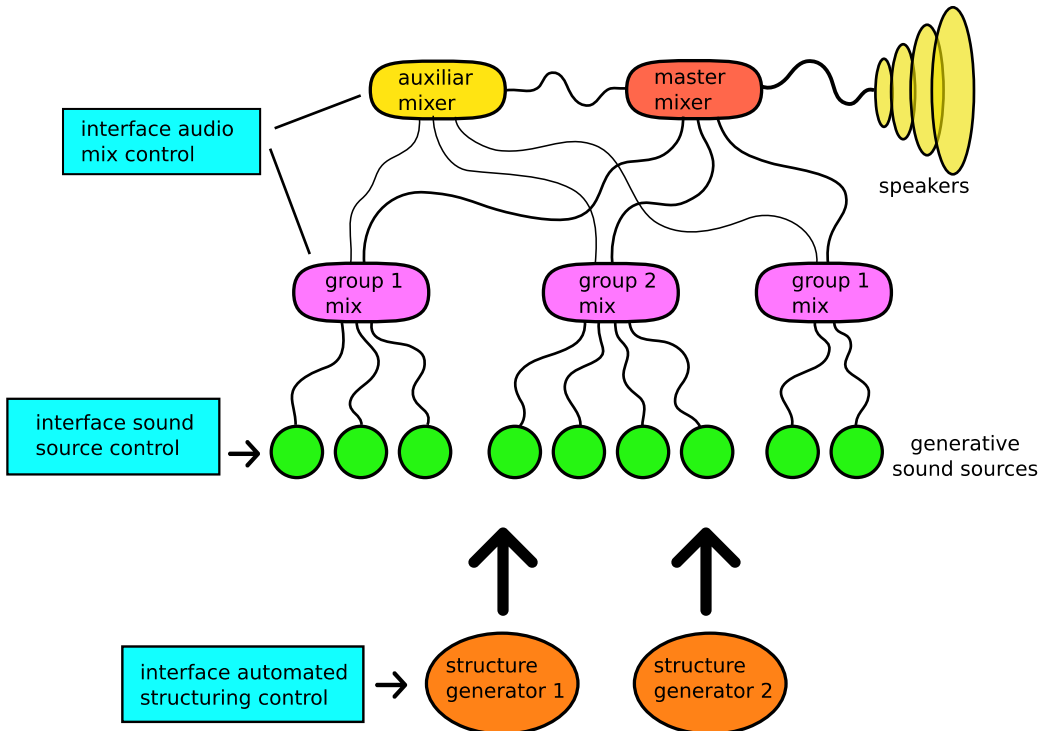 auxiliar
mixer
master
mixer
interface audio
mix control
speakers
group 1
mix
group 2
mix
group 1
mix
interface sound
source control
generative
sound sources
structure
generator 1
structure
generator 2
interface automated
structuring control